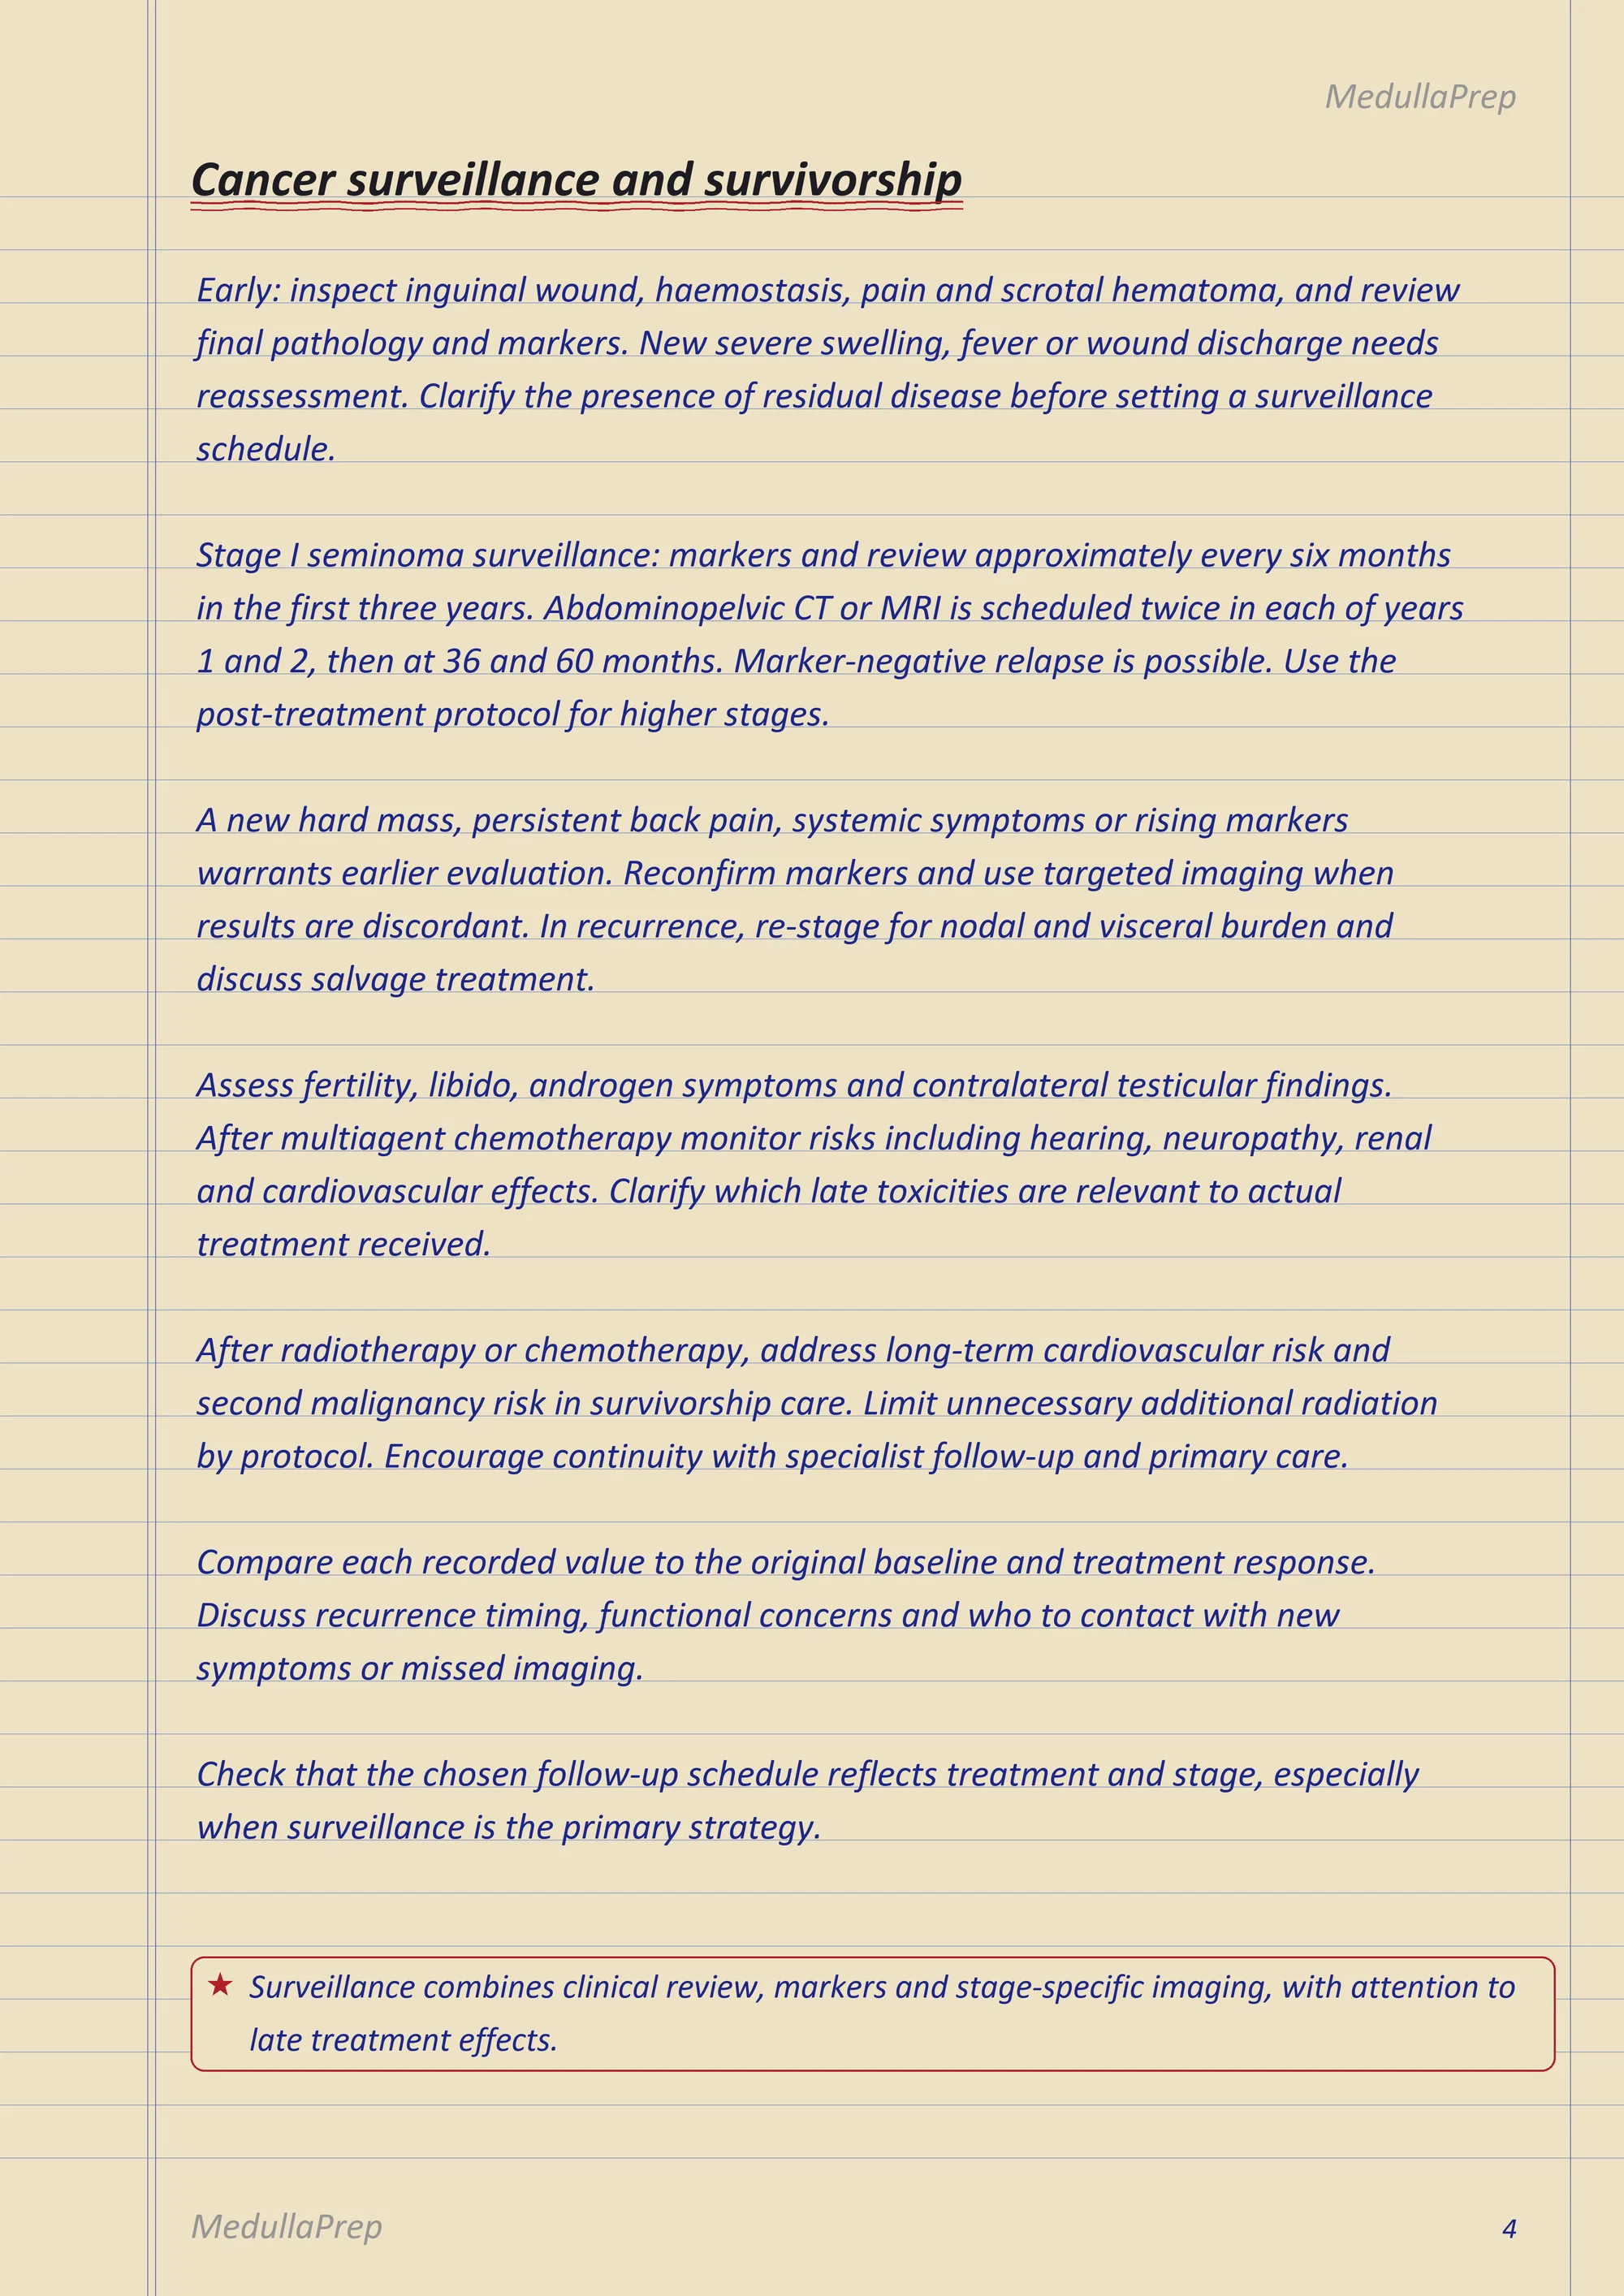 MedullaPrep
Cancer surveillance and survivorship
Early: inspect inguinal wound, haemostasis, pain and scrotal hematoma, and review
final pathology and markers. New severe swelling, fever or wound discharge needs
reassessment. Clarify the presence of residual disease before setting a surveillance
schedule.
Stage I seminoma surveillance: markers and review approximately every six months
in the first three years. Abdominopelvic CT or MRI is scheduled twice in each of years
1 and 2, then at 36 and 60 months. Marker-negative relapse is possible. Use the
post-treatment protocol for higher stages.
A new hard mass, persistent back pain, systemic symptoms or rising markers
warrants earlier evaluation. Reconfirm markers and use targeted imaging when
results are discordant. In recurrence, re-stage for nodal and visceral burden and
discuss salvage treatment.
Assess fertility, libido, androgen symptoms and contralateral testicular findings.
After multiagent chemotherapy monitor risks including hearing, neuropathy, renal
and cardiovascular effects. Clarify which late toxicities are relevant to actual
treatment received.
After radiotherapy or chemotherapy, address long-term cardiovascular risk and
second malignancy risk in survivorship care. Limit unnecessary additional radiation
by protocol. Encourage continuity with specialist follow-up and primary care.
Compare each recorded value to the original baseline and treatment response.
Discuss recurrence timing, functional concerns and who to contact with new
symptoms or missed imaging.
Check that the chosen follow-up schedule reflects treatment and stage, especially
when surveillance is the primary strategy.
★ Surveillance combines clinical review, markers and stage-specific imaging, with attention to
late treatment effects.
MedullaPrep
4